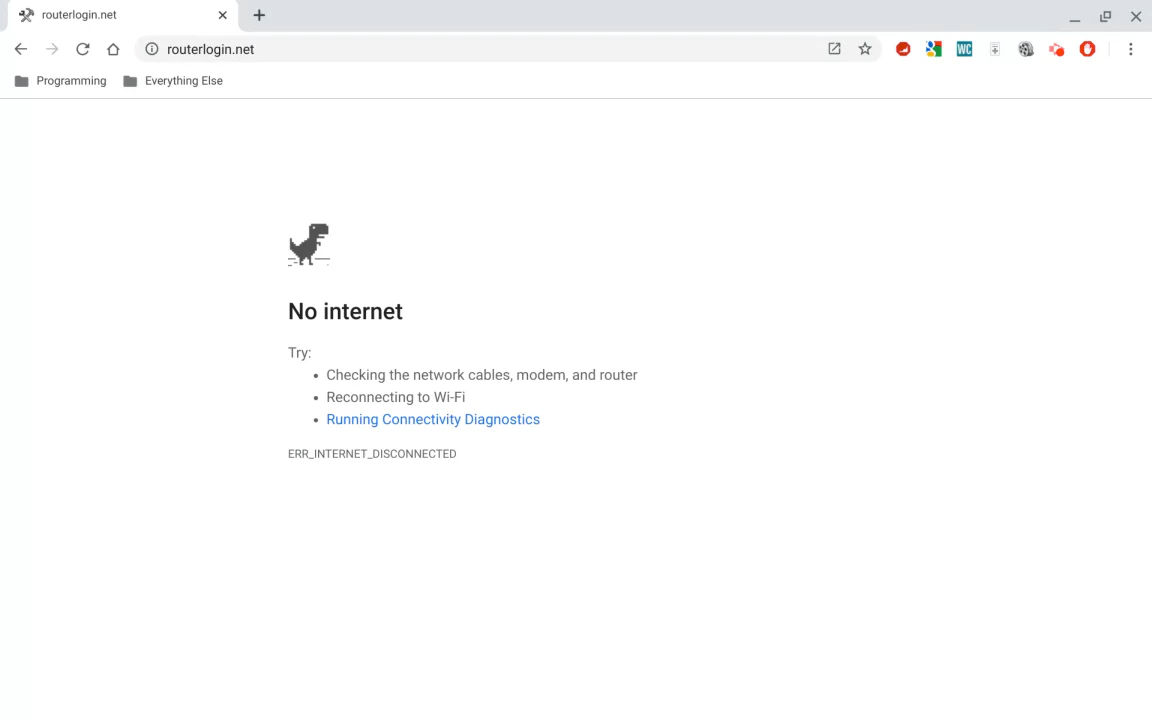 routerlogin.net
routerlogin.net
WC
Programming Everything Else
No internet
Try:
• Checking the network cables, modem, and router
• Reconnecting to Wi-Fi
• Running Connectivity Diagnostics
ERR_INTERNET_DISCONNECTED